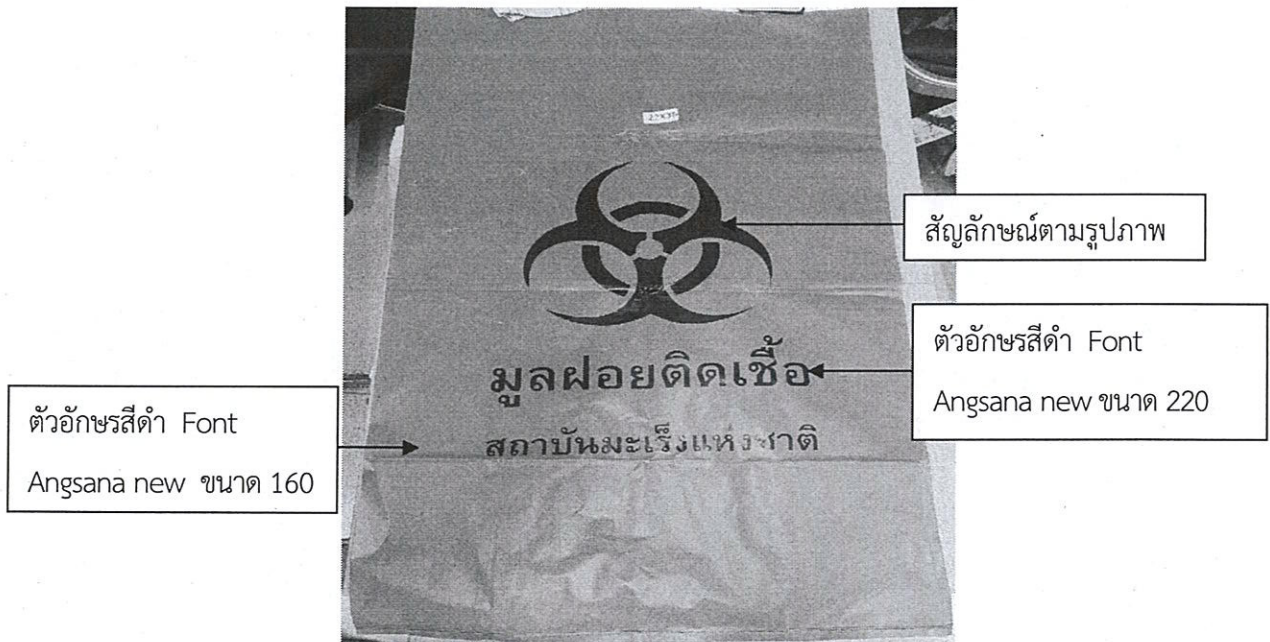 สัญลักษณ์ตามรูปภาพ
ตัวอักษรสีดำ Font
Angsana new ขนาด 220
มูลฝอยติดเชื้อ
ตัวอักษรสีดำ Font
Angsana new ขนาด 160
สถาบันมะเร็งแห่งชาติ